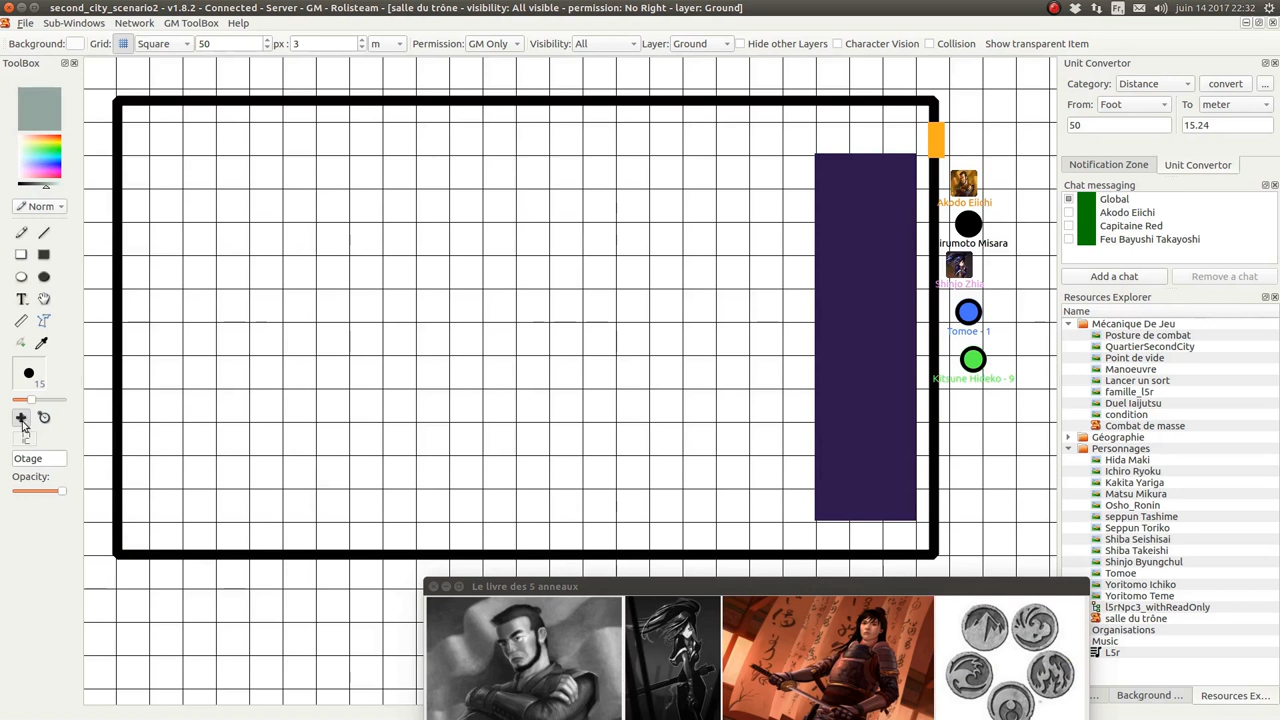 second_city_scenario2 - v1.8.2 - Connected - Server - GM - Rolisteam - [salle du trône - visibility: All visible - permission: No Right - layer: Ground]
Fr
juin 14 2017 22:32
File Sub-Windows Network GM ToolBox Help
Background: Grid: Square 50 px : 3 m Permission: GM Only Visibility: All Layer: Ground Hide other Layers Character Vision Collision Show transparent Item
ToolBox
Norm
15
Otage
Opacity:
Akodo Eiichi
irumoto Misara
Shinjo Zhia
Tomoe - 1
Kitsune Hideko - 9
Le livre des 5 anneaux
Unit Convertor
Category: Distance convert ...
From: Foot To meter
50 15.24
Notification Zone Unit Convertor
Chat messaging
Global
Akodo Eiichi
Capitaine Red
Feu Bayushi Takayoshi
Add a chat Remove a chat
Resources Explorer
Name
Mécanique De Jeu
Posture de combat
QuartierSecondCity
Point de vide
Manoeuvre
Lancer un sort
famille_l5r
Duel Iaijutsu
condition
Combat de masse
Géographie
Personnages
Hida Maki
Ichiro Ryoku
Kakita Yariga
Matsu Mikura
Osho_Ronin
seppun Tashime
Seppun Toriko
Shiba Seishisai
Shiba Takeishi
Shinjo Byungchul
Tomoe
Yoritomo Ichiko
Yoritomo Teme
l5rNpc3_withReadOnly
salle du trône
Organisations
Music
L5r
... Background ... Resources Ex...